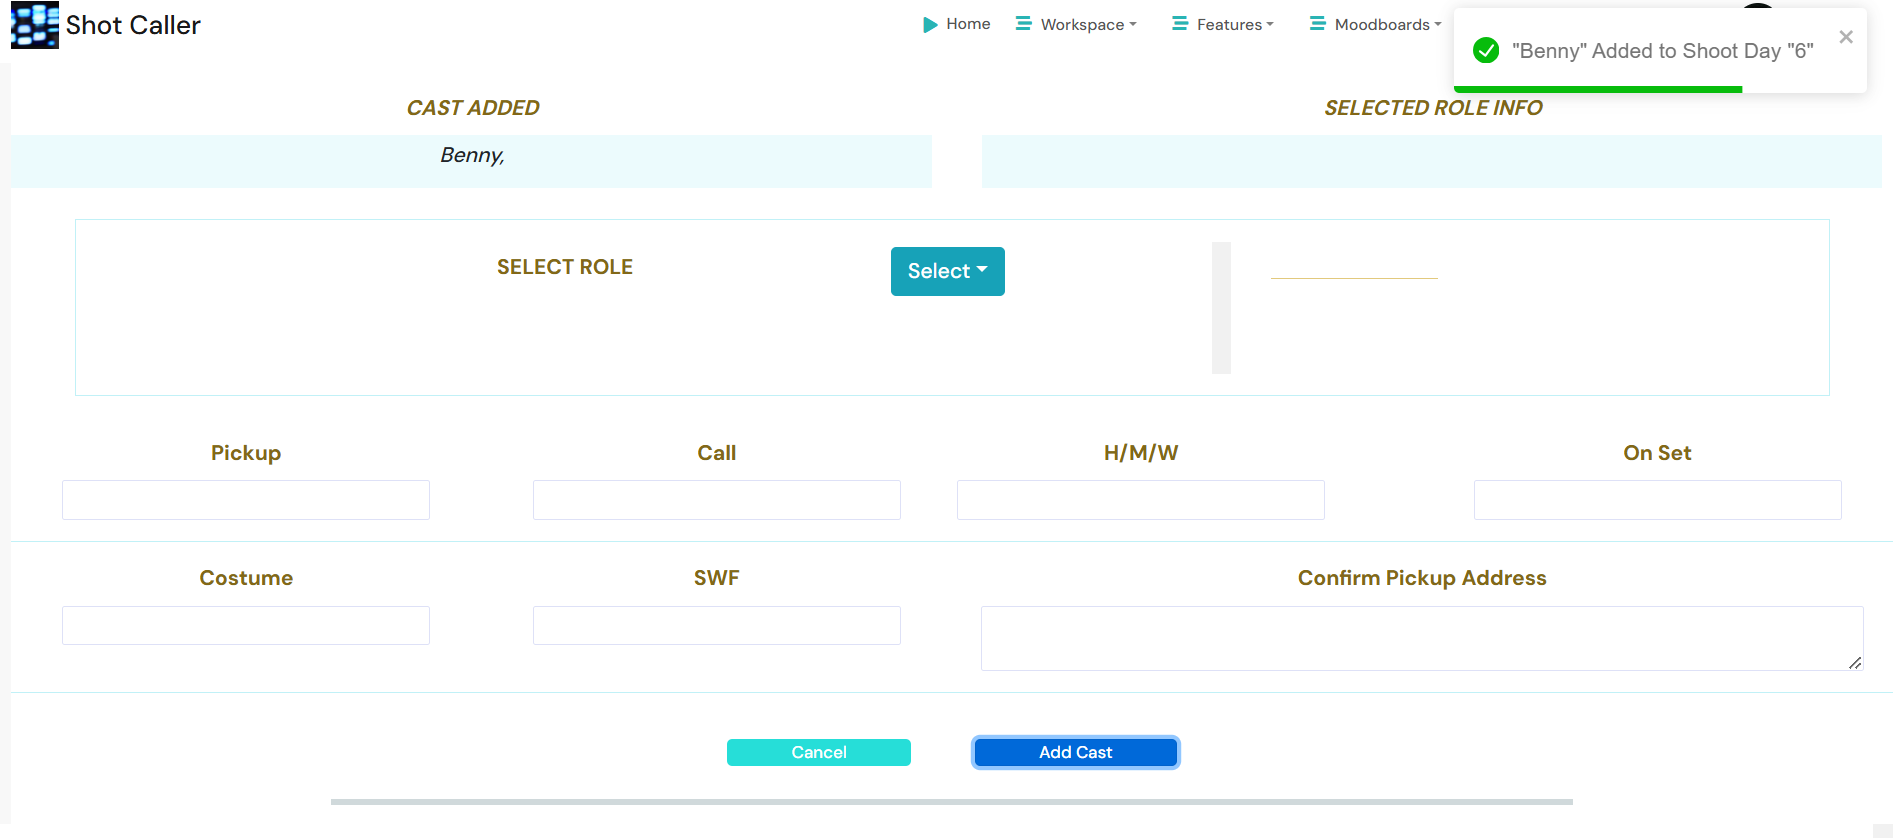 Shot Caller
Home
Workspace
Features
Moodboards
"Benny" Added to Shoot Day "6"
CAST ADDED
SELECTED ROLE INFO
Benny,
SELECT ROLE
Select
Pickup
Call
H/M/W
On Set
Costume
SWF
Confirm Pickup Address
Cancel
Add Cast